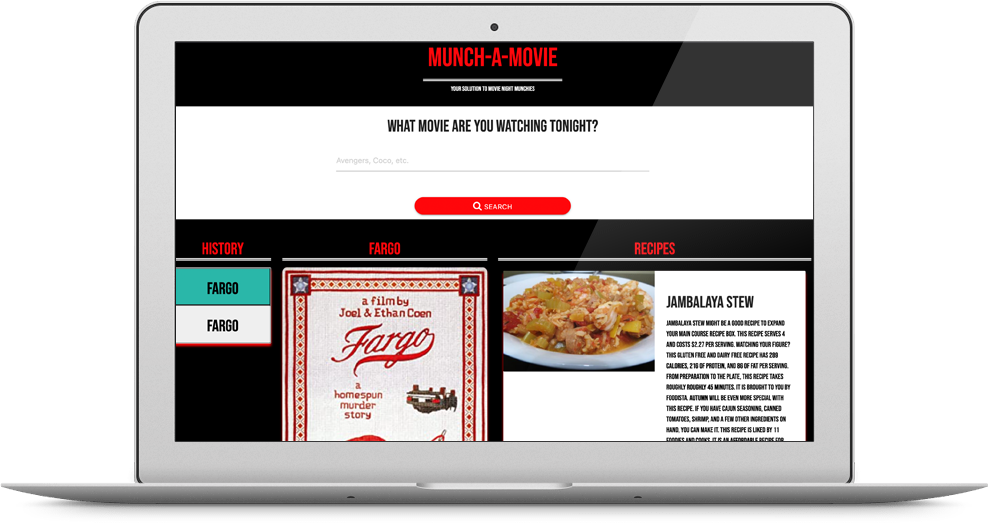 MUNCH-A-MOVIE
YOUR SOLUTION TO MOVIE NIGHT MUNCHIES
WHAT MOVIE ARE YOU WATCHING TONIGHT?
Avengers, Coco, etc.
SEARCH
HISTORY
FARGO
FARGO
FARGO
a film by
Joel & Ethan Coen
Fargo
a
homespun
murder
story
RECIPES
JAMBALAYA STEW
JAMBALAYA STEW MIGHT BE A GOOD RECIPE TO EXPAND
YOUR MAIN COURSE RECIPE BOX. THIS RECIPE SERVES 4
AND COSTS $2.27 PER SERVING. WATCHING YOUR FIGURE?
THIS GLUTEN FREE AND DAIRY FREE RECIPE HAS 289
CALORIES, 21G OF PROTEIN, AND 8G OF FAT PER SERVING.
FROM PREPARATION TO THE PLATE, THIS RECIPE TAKES
ROUGHLY ROUGHLY 45 MINUTES. IT IS BROUGHT TO YOU BY
FOODISTA. AUTUMN WILL BE EVEN MORE SPECIAL WITH
THIS RECIPE. IF YOU HAVE CAJUN SEASONING, CANNED
TOMATOES, SHRIMP, AND A FEW OTHER INGREDIENTS ON
HAND, YOU CAN MAKE IT. THIS RECIPE IS LIKED BY 11
FOODIES AND COOKS. IT IS AN AFFORDABLE RECIPE FOR